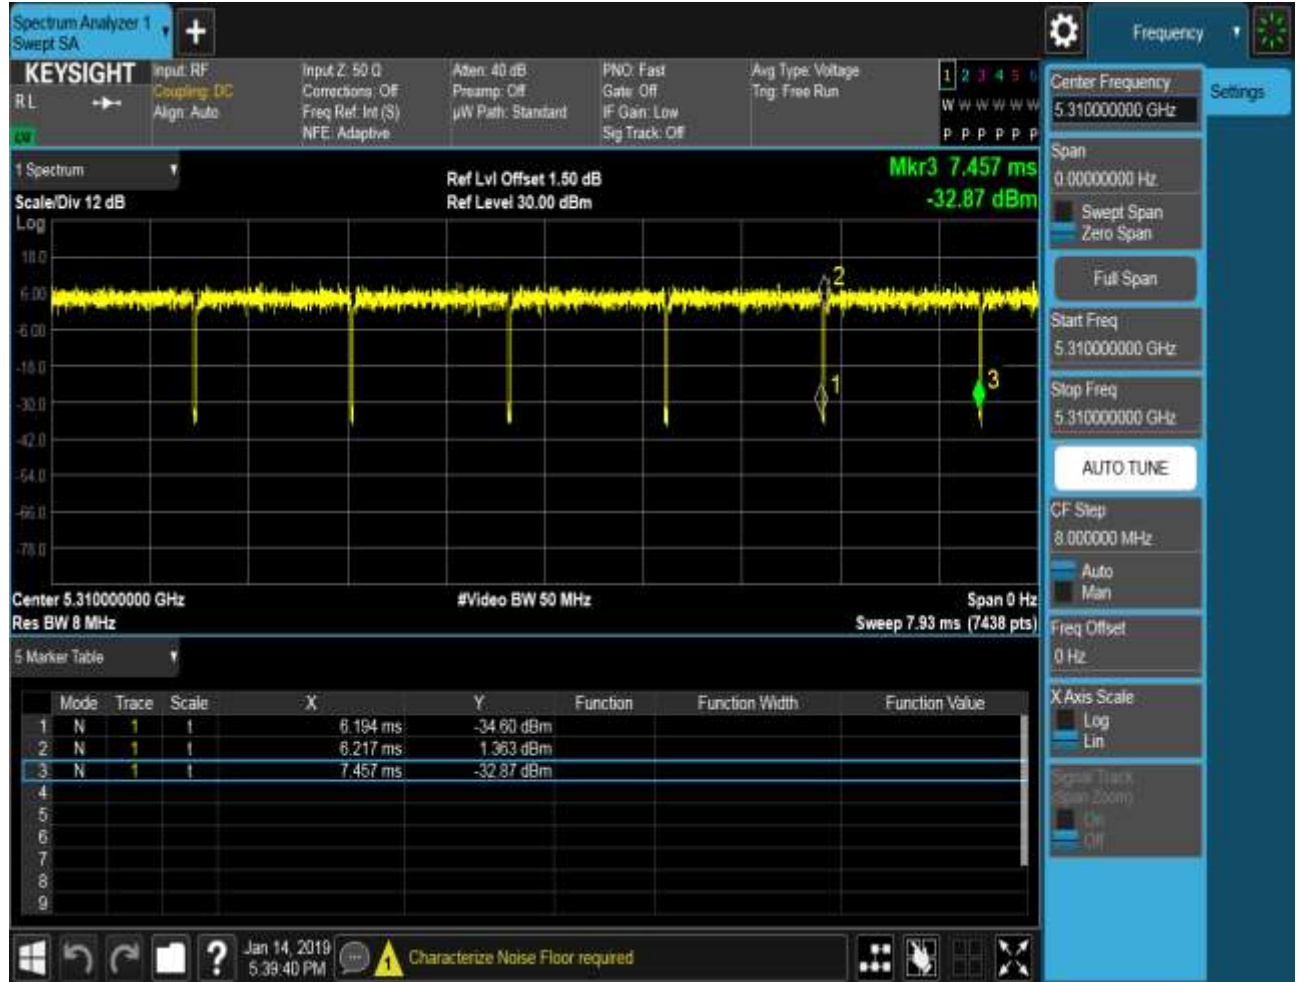 Spectrum Analyzer 1
Swept SA
+
Frequency
KEYSIGHT
RL
Input: RF
Coupling: DC
Align: Auto
Input Z: 50 Ω
Corrections: Off
Freq Ref: Int (S)
NFE: Adaptive
Atten: 40 dB
Preamp: Off
µW Path: Standard
PNO: Fast
Gate: Off
IF Gain: Low
Sig Track: Off
Avg Type: Voltage
Trig: Free Run
1 2 3 4 5 6
W W W W W W
P P P P P P
1 Spectrum
Scale/Div 12 dB
Log
Ref Lvl Offset 1.50 dB
Ref Level 30.00 dBm
Mkr3 7.457 ms
-32.87 dBm
18.0
6.00
-6.00
-18.0
-30.0
-42.0
-54.0
-66.0
-78.0
2
1
3
Center 5.310000000 GHz
#Video BW 50 MHz
Span 0 Hz
Res BW 8 MHz
Sweep 7.93 ms (7438 pts)
5 Marker Table
Mode Trace Scale X Y Function Function Width Function Value
1 N 1 t 6.194 ms -34.60 dBm
2 N 1 t 6.217 ms 1.363 dBm
3 N 1 t 7.457 ms -32.87 dBm
4
5
6
7
8
9
Jan 14, 2019
5:39:40 PM
?
1
Characterize Noise Floor required
Center Frequency
5.310000000 GHz
Settings
Span
0.00000000 Hz
Swept Span
Zero Span
Full Span
Start Freq
5.310000000 GHz
Stop Freq
5.310000000 GHz
AUTO TUNE
CF Step
8.000000 MHz
Auto
Man
Freq Offset
0 Hz
X Axis Scale
Log
Lin
Signal Track
(Span Zoom)
On
Off